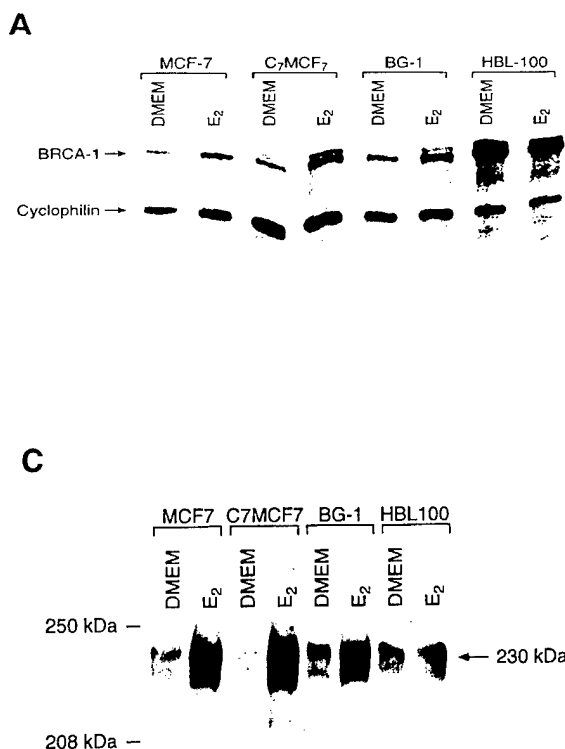 A
MCF-7 C₇MCF₇ BG-1 HBL-100
DMEM E₂ DMEM E₂ DMEM E₂ DMEM E₂
BRCA-1
Cyclophilin
C
MCF7 C7MCF7 BG-1 HBL100
DMEM E₂ DMEM E₂ DMEM E₂ DMEM E₂
250 kDa
230 kDa
208 kDa